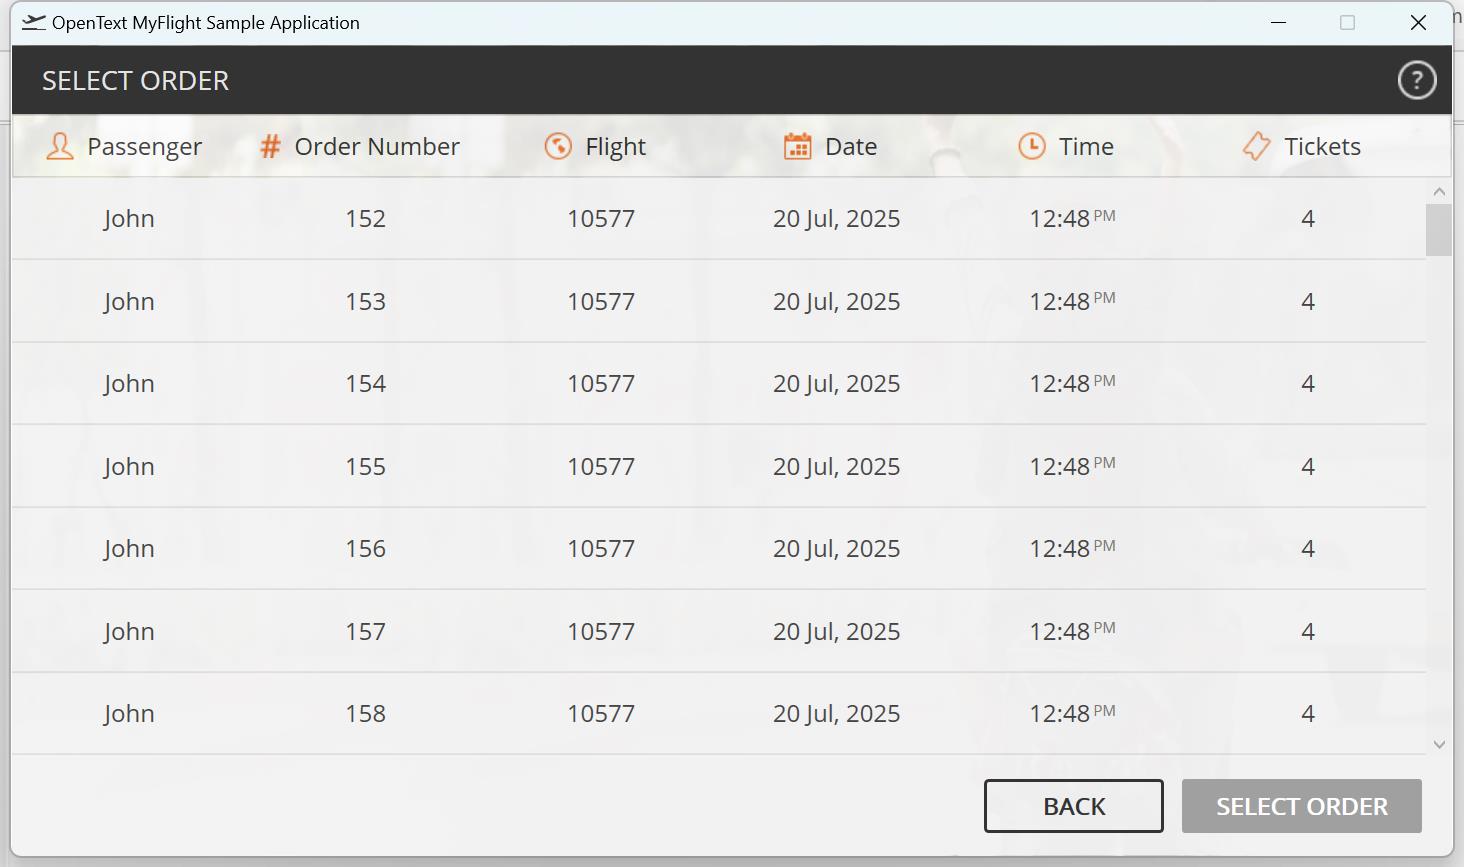 OpenText MyFlight Sample Application
SELECT ORDER ?
Passenger # Order Number Flight Date Time Tickets
John 152 10577 20 Jul, 2025 12:48 PM 4
John 153 10577 20 Jul, 2025 12:48 PM 4
John 154 10577 20 Jul, 2025 12:48 PM 4
John 155 10577 20 Jul, 2025 12:48 PM 4
John 156 10577 20 Jul, 2025 12:48 PM 4
John 157 10577 20 Jul, 2025 12:48 PM 4
John 158 10577 20 Jul, 2025 12:48 PM 4
BACK SELECT ORDER